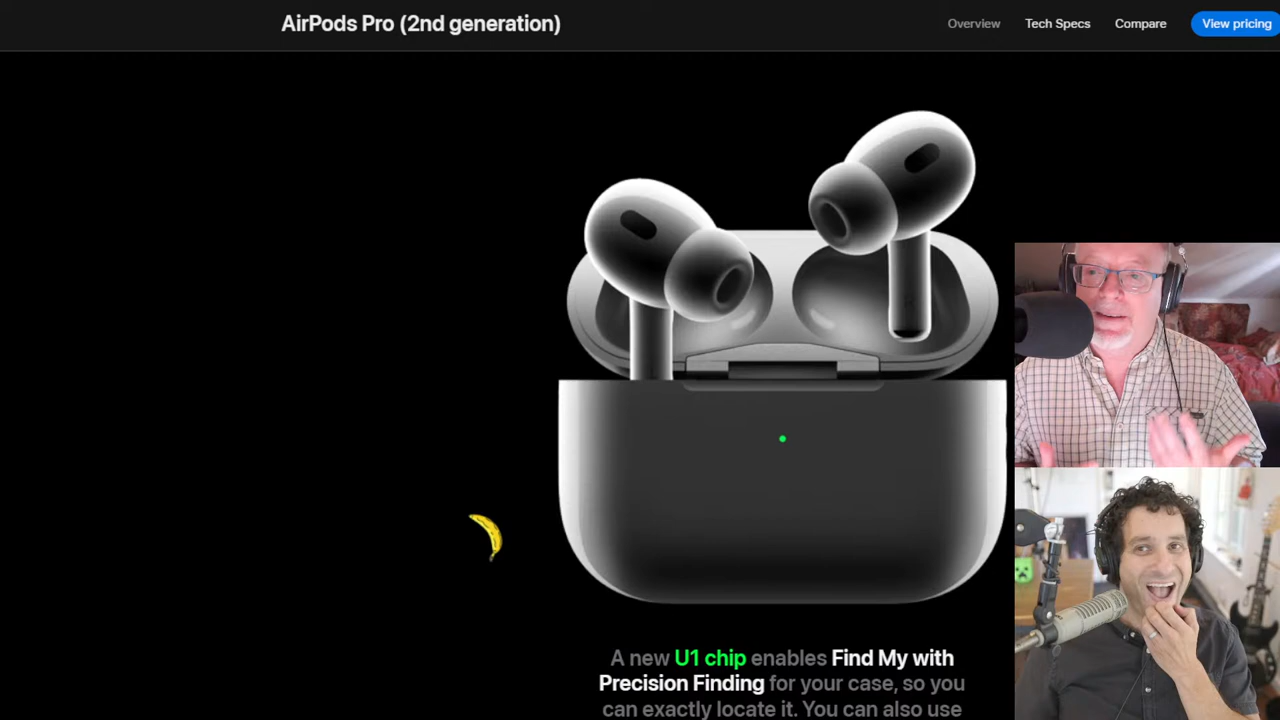 AirPods Pro (2nd generation)
Overview
Tech Specs
Compare
View pricing
A new U1 chip enables Find My with
Precision Finding for your case, so you
can exactly locate it. You can also use